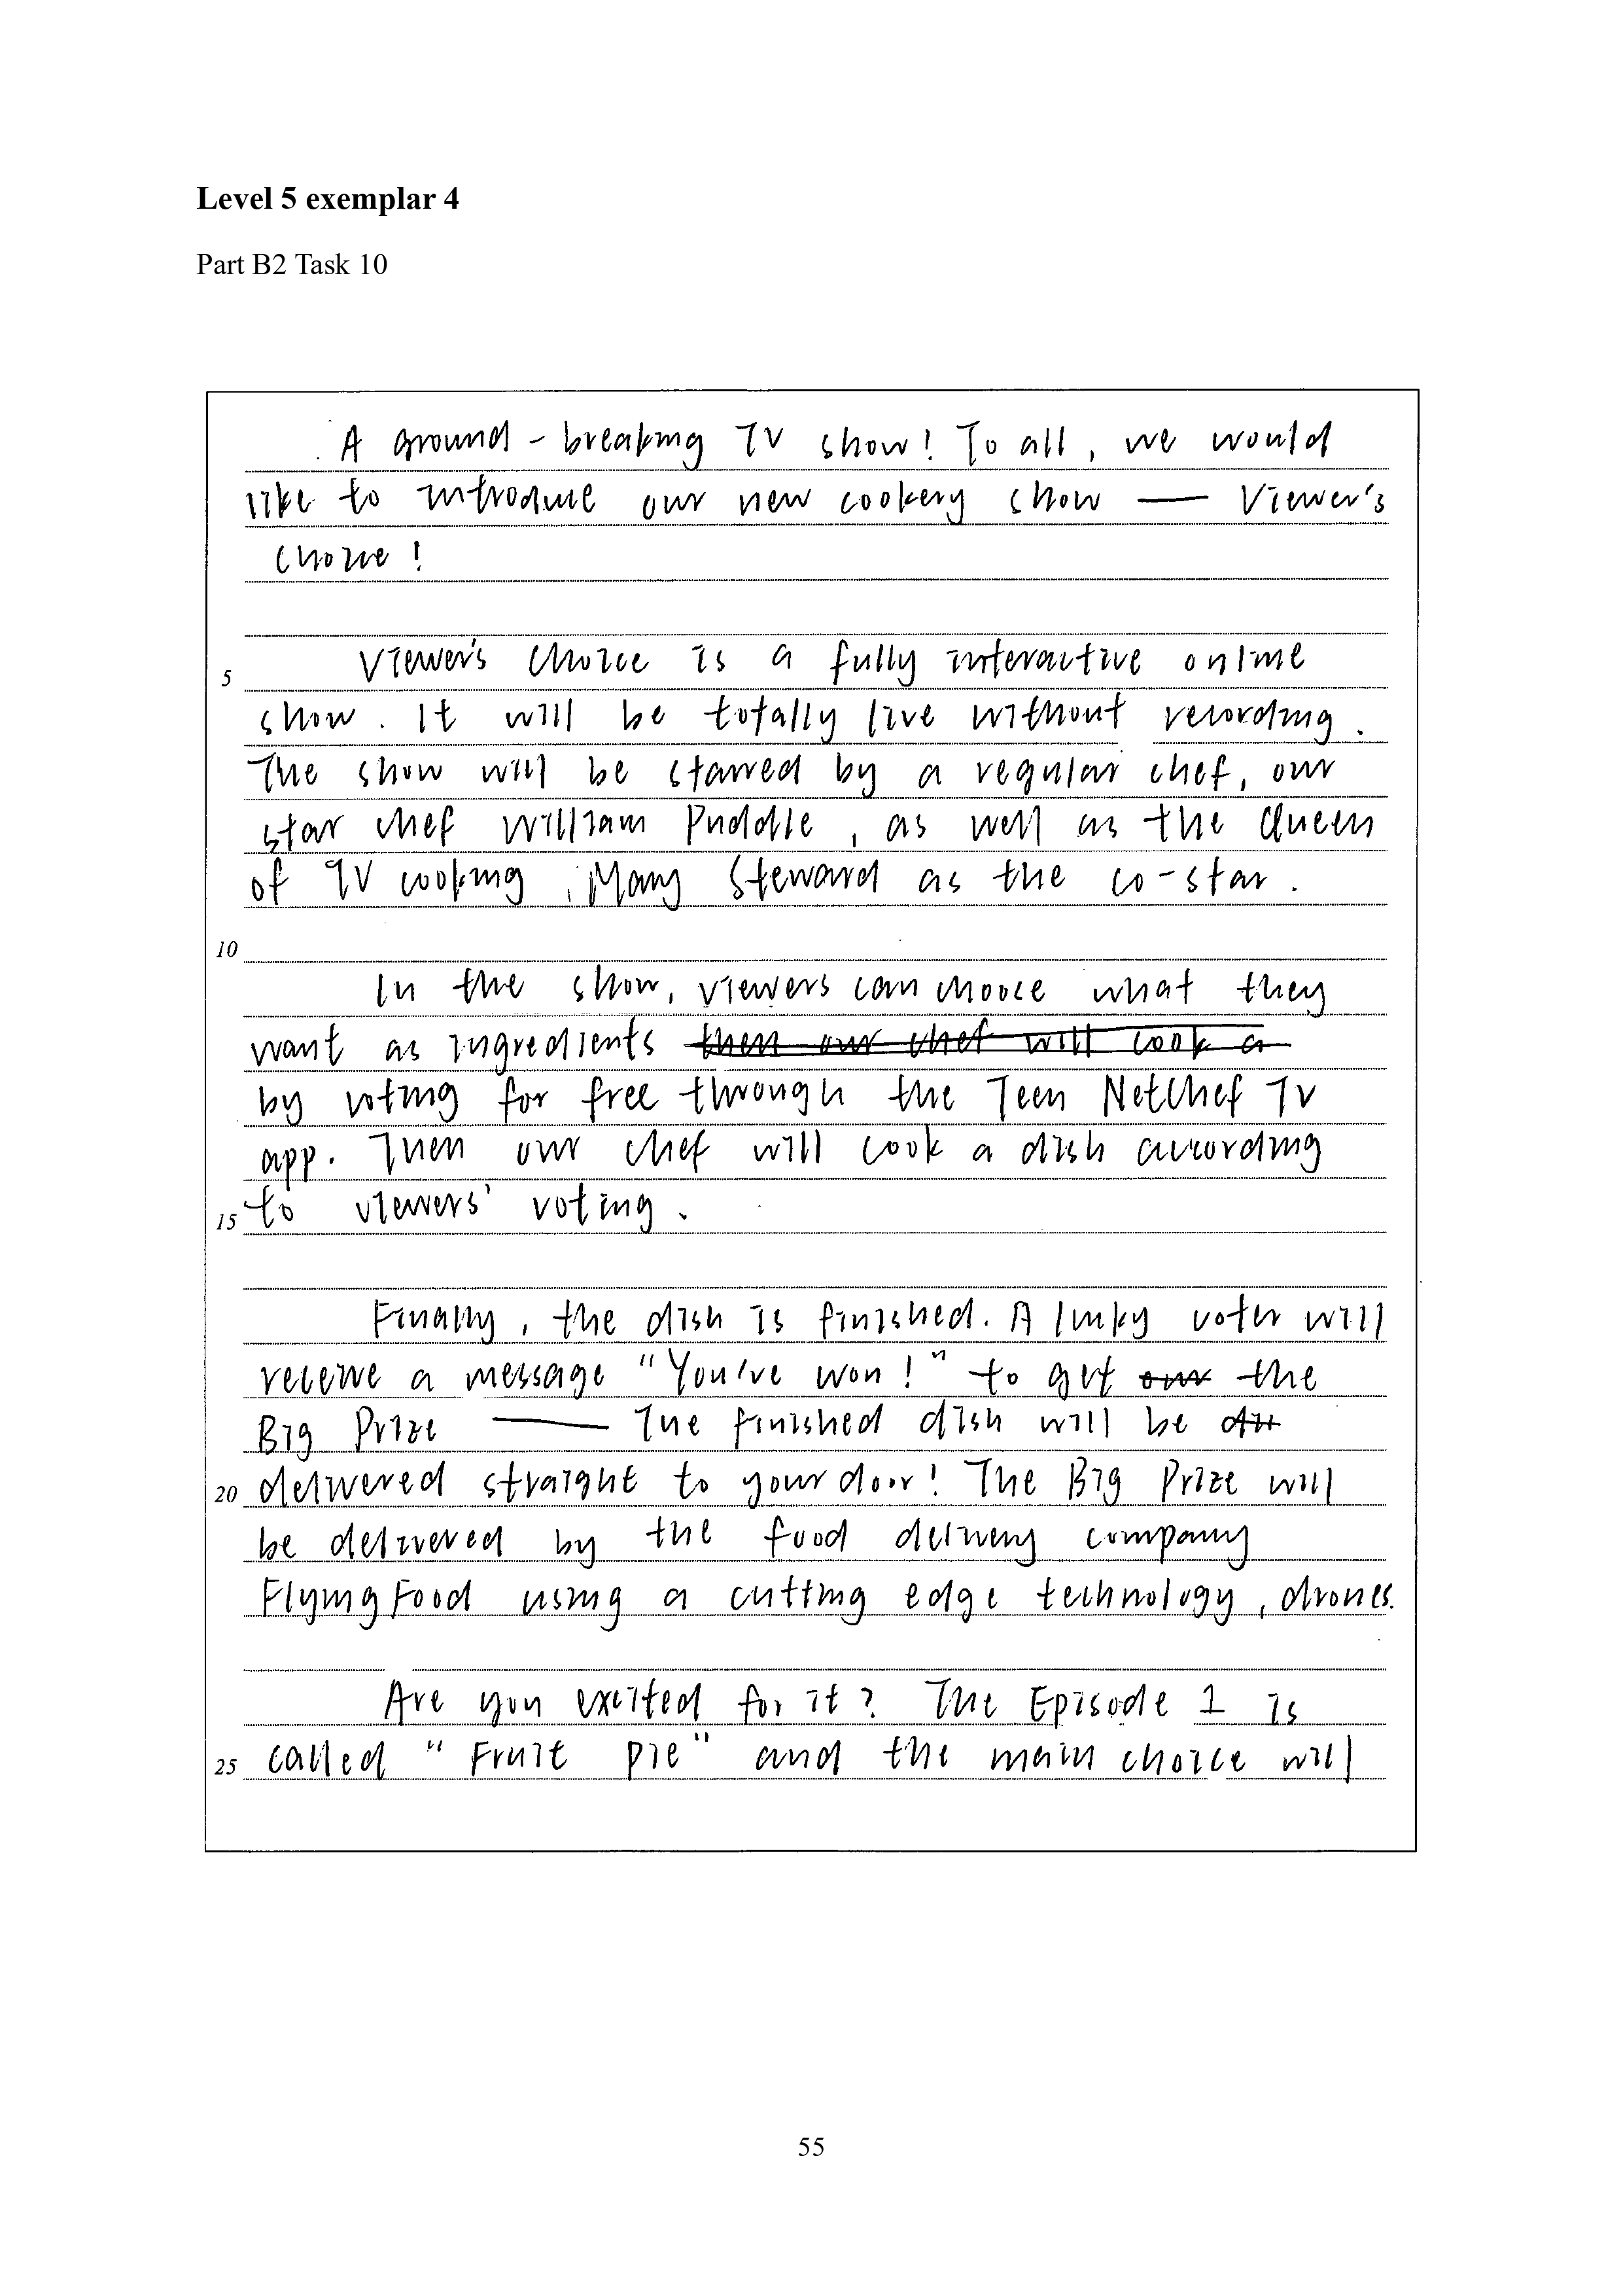 Level 5 exemplar 4
Part B2 Task 10
A ground-breaking TV show! To all, we would
like to introduce our new cookery show — Viewer's
choice!
5 Viewer's Choice is a fully interactive online
show. It will be totally live without recording.
The show will be starred by a regular chef, our
star chef William Puddle, as well as the Queen
of TV cooking, Mary Steward as the co-star.
10
In the show, viewers can choose what they
want as ingredients ~~then our chef will cook a~~
by voting for free through the Teen NetChef TV
app. Then our chef will cook a dish according
15 to viewers' voting.
Finally, the dish is finished. A lucky voter will
receive a message "You've won!" to get ~~our~~ the
Big Prize — The finished dish will be
20 delivered straight to your door! The Big Prize will
be delivered by the food delivery company
FlyingFood using a cutting edge technology, drones.
Are you excited for it? The Episode 1 is
25 called "Fruit pie" and the main choice will
55